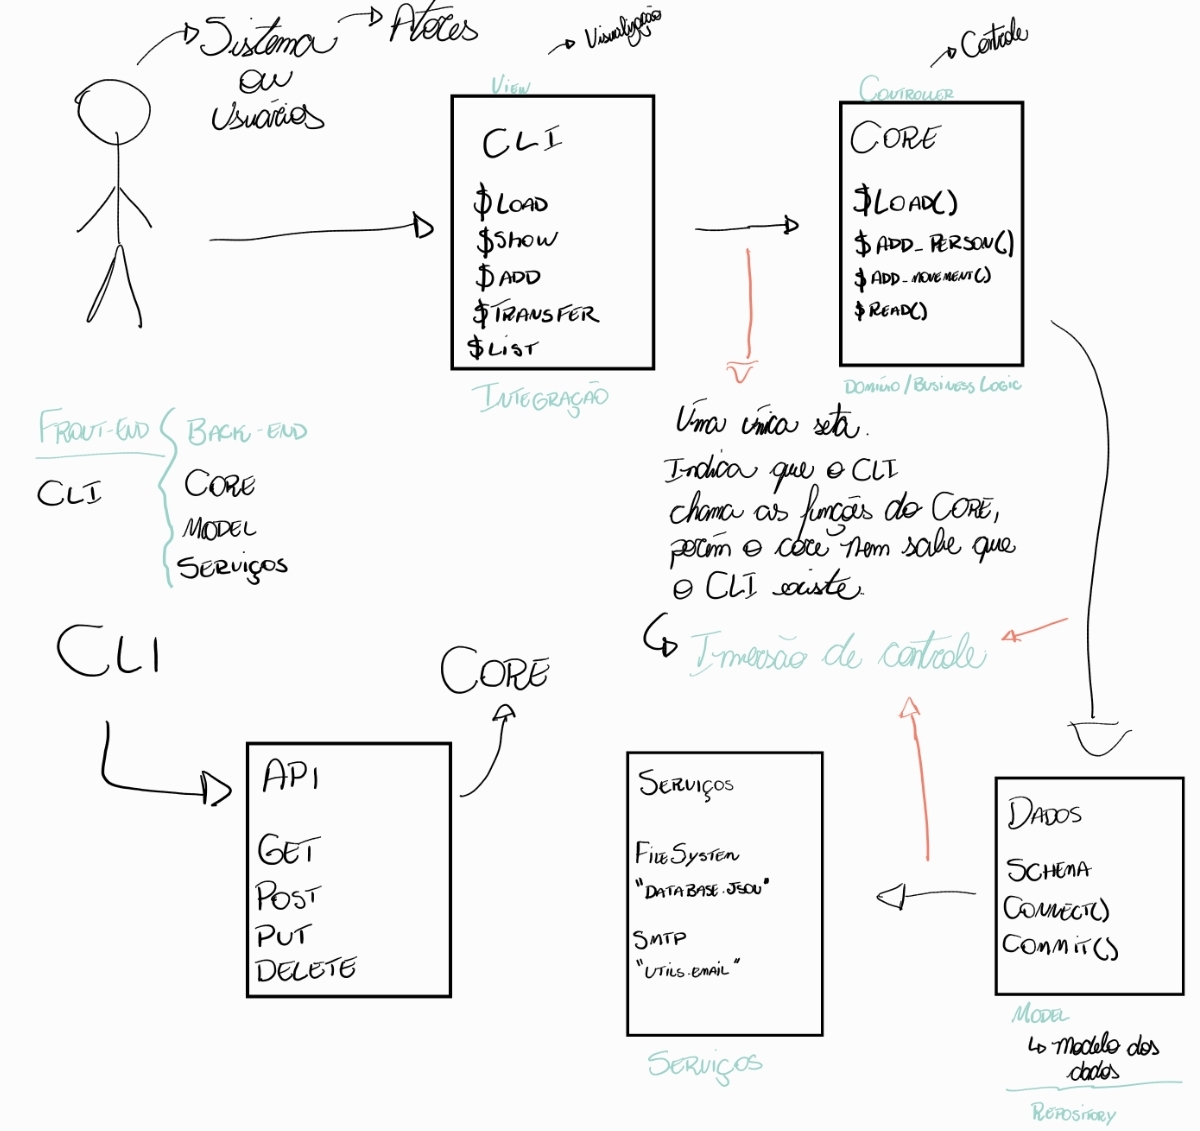 Sistema
ou
Usuários
Atores
Visualização
View
CLI
$LOAD
$SHOW
$ADD
$TRANSFER
$LIST
Integração
Controle
Controller
CORE
$LOAD()
$ADD_PERSON()
$ADD_MOVEMENT()
$READ()
Domínio/Business Logic
Front-End
CLI
Back-End
CORE
MODEL
Serviços
Uma única seta.
Indica que o CLI
chama as funções do CORE,
porém o core nem sabe que
o CLI existe.
Inversão de controle
CLI
API
GET
POST
PUT
DELETE
CORE
Serviços
FileSystem
"DATABASE.JSON"
SMTP
"UTILS.EMAIL"
Serviços
Dados
SCHEMA
CONNECT()
COMMIT()
Model
Modelo dos
dados
Repository